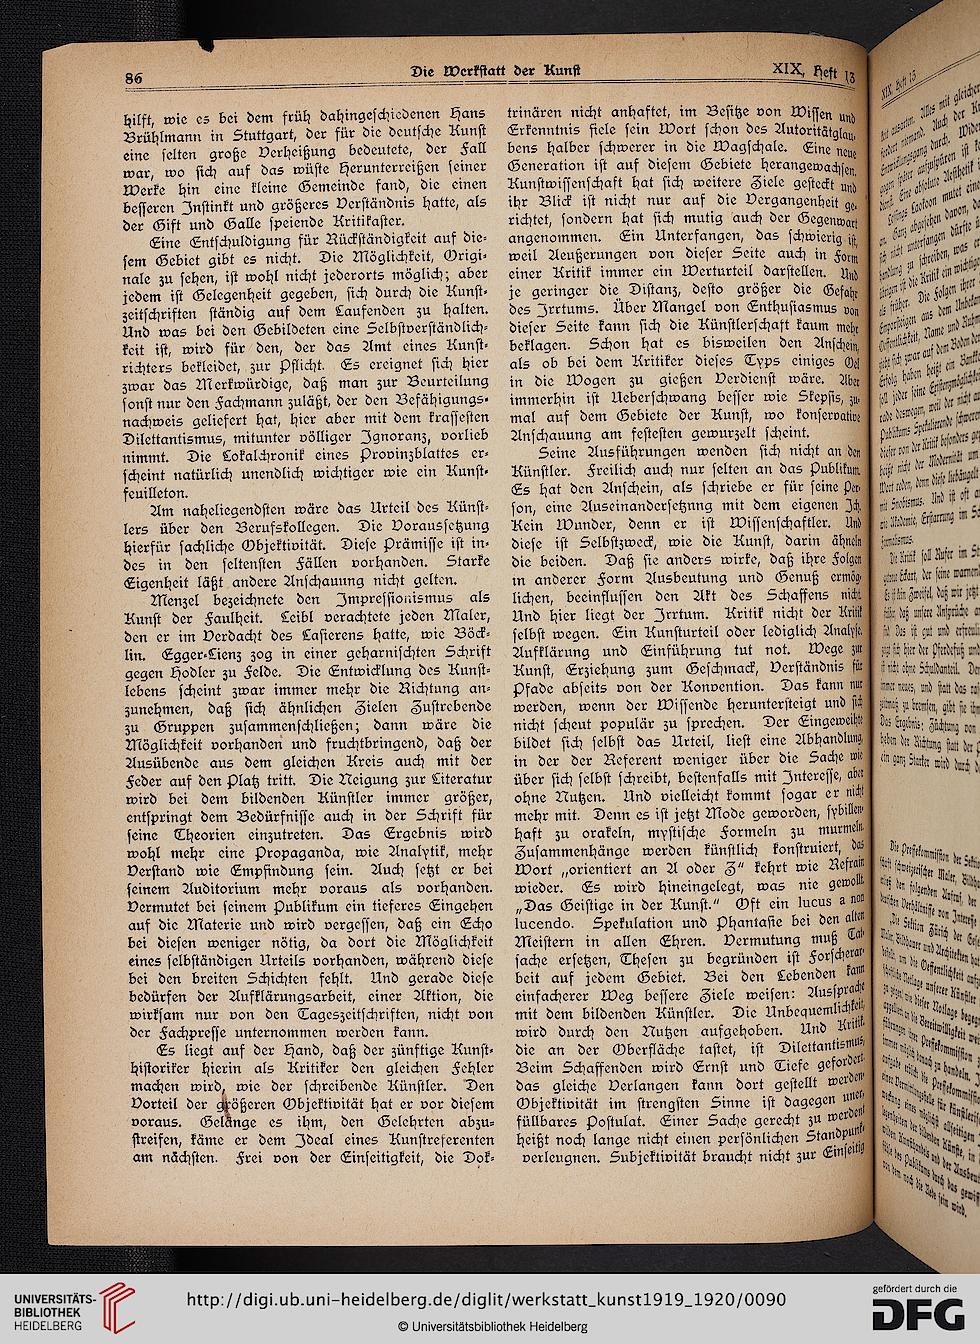 86
Die Werkstatt der Kunst
XIX, Heft 13
hilft, wie es bei dem früh dahingeschiedenen Hans
Brühlmann in Stuttgart, der für die deutsche Kunst
eine selten große Verheißung bedeutete, der Fall
war, wo sich auf das wüste Herunterreißen seiner
Werke hin eine kleine Gemeinde fand, die einen
besseren Instinkt und größeres Verständnis hatte, als
der Gift und Galle speiende Kritikaster.
Eine Entschuldigung für Rückständigkeit auf die-
sem Gebiet gibt es nicht. Die Möglichkeit, Origi-
nale zu sehen, ist wohl nicht jederorts möglich; aber
jedem ist Gelegenheit gegeben, sich durch die Kunst-
zeitschriften ständig auf dem Laufenden zu halten.
Und was bei den Gebildeten eine Selbstverständlich-
keit ist, wird für den, der das Amt eines Kunst-
richters bekleidet, zur Pflicht. Es ereignet sich hier
zwar das Merkwürdige, daß man zur Beurteilung
sonst nur den Fachmann zuläßt, der den Befähigungs-
nachweis geliefert hat, hier aber mit dem krassesten
Dilettantismus, mitunter völliger Ignoranz, vorlieb
nimmt. Die Lokalchronik eines Provinzblattes er-
scheint natürlich unendlich wichtiger wie ein Kunst-
feuilleton.
Am naheliegendsten wäre das Urteil des Künst-
lers über den Berufskollegen. Die Voraussetzung
hierfür sachliche Objektivität. Diese Prämisse ist in-
des in den seltensten Fällen vorhanden. Starke
Eigenheit läßt andere Anschauung nicht gelten.
Menzel bezeichnete den Impressionismus als
Kunst der Faulheit. Leibl verachtete jeden Maler,
den er im Verdacht des Lasierens hatte, wie Böck-
lin. Egger-Lienz zog in einer geharnischten Schrift
gegen Hodler zu Felde. Die Entwicklung des Kunst-
lebens scheint zwar immer mehr die Richtung an-
zunehmen, daß sich ähnlichen Zielen Zustrebende
zu Gruppen zusammenschließen; dann wäre die
Möglichkeit vorhanden und fruchtbringend, daß der
Ausübende aus dem gleichen Kreis auch mit der
Feder auf den Platz tritt. Die Neigung zur Literatur
wird bei dem bildenden Künstler immer größer,
entspringt dem Bedürfnisse auch in der Schrift für
seine Theorien einzutreten. Das Ergebnis wird
wohl mehr eine Propaganda, wie Analytik, mehr
Verstand wie Empfindung sein. Auch setzt er bei
seinem Auditorium mehr voraus als vorhanden.
Vermutet bei seinem Publikum ein tieferes Eingehen
auf die Materie und wird vergessen, daß ein Echo
bei diesen weniger nötig, da dort die Möglichkeit
eines selbständigen Urteils vorhanden, während diese
bei den breiten Schichten fehlt. Und gerade diese
bedürfen der Aufklärungsarbeit, einer Aktion, die
wirksam nur von den Tageszeitschriften, nicht von
der Fachpresse unternommen werden kann.
Es liegt auf der Hand, daß der zünftige Kunst-
historiker hierin als Kritiker den gleichen Fehler
machen wird, wie der schreibende Künstler. Den
Vorteil der größeren Objektivität hat er vor diesem
voraus. Gelänge es ihm, den Gelehrten abzu-
streifen, käme er dem Ideal eines Kunstreferenten
am nächsten. Frei von der Einseitigkeit, die Dok-
trinären nicht anhaftet, im Besitze von Wissen und
Erkenntnis fiele sein Wort schon des Autoritätglau-
bens halber schwerer in die Wagschale. Eine neue
Generation ist auf diesem Gebiete herangewachsen.
Kunstwissenschaft hat sich weitere Ziele gesteckt und
ihr Blick ist nicht nur auf die Vergangenheit ge-
richtet, sondern hat sich mutig auch der Gegenwart
angenommen. Ein Unterfangen, das schwierig ist,
weil Aeußerungen von dieser Seite auch in Form
einer Kritik immer ein Werturteil darstellen. Und
je geringer die Distanz, desto größer die Gefahr
des Irrtums. Über Mangel von Enthusiasmus von
dieser Seite kann sich die Künstlerschaft kaum mehr
beklagen. Schon hat es bisweilen den Anschein,
als ob bei dem Kritiker dieses Typs einiges Oel
in die Wogen zu gießen Verdienst wäre. Aber
immerhin ist Ueberschwang besser wie Skepsis, zu-
mal auf dem Gebiete der Kunst, wo konservative
Anschauung am festesten gewurzelt scheint.
Seine Ausführungen wenden sich nicht an den
Künstler. Freilich auch nur selten an das Publikum.
Es hat den Anschein, als schriebe er für seine Per-
son, eine Auseinandersetzung mit dem eigenen Ich.
Kein Wunder, denn er ist Wissenschaftler. Und
diese ist Selbstzweck, wie die Kunst, darin ähneln
die beiden. Daß sie anders wirke, daß ihre Folgen
in anderer Form Ausbeutung und Genuß ermög-
lichen, beeinflussen den Akt des Schaffens nicht.
Und hier liegt der Irrtum. Kritik nicht der Kritik
selbst wegen. Ein Kunsturteil oder lediglich Analyse.
Aufklärung und Einführung tut not. Wege zur
Kunst, Erziehung zum Geschmack, Verständnis für
Pfade abseits von der Konvention. Das kann nur
werden, wenn der Wissende heruntersteigt und sich
nicht scheut populär zu sprechen. Der Eingeweihte
bildet sich selbst das Urteil, liest eine Abhandlung,
in der der Referent weniger über die Sache wie
über sich selbst schreibt, bestenfalls mit Interesse, aber
ohne Nutzen. Und vielleicht kommt sogar er nicht
mehr mit. Denn es ist jetzt Mode geworden, sybillen-
haft zu orakeln, mystische Formeln zu murmeln.
Zusammenhänge werden künstlich konstruiert, das
Wort „orientiert an A oder Z“ kehrt wie Refrain
wieder. Es wird hineingelegt, was nie gewollt.
„Das Geistige in der Kunst.“ Oft ein lucus a non
lucendo. Spekulation und Phantasie bei den alten
Meistern in allen Ehren. Vermutung muß Tat-
sache ersetzen, Thesen zu begründen ist Forscherar-
beit auf jedem Gebiet. Bei den Lebenden kann
einfacherer Weg bessere Ziele weisen: Aussprache
mit dem bildenden Künstler. Die Unbequemlichkeit,
wird durch den Nutzen aufgehoben. Und Kritik,
die an der Oberfläche tastet, ist Dilettantismus.
Beim Schaffenden wird Ernst und Tiefe gefordert,
das gleiche Verlangen kann dort gestellt werden.
Objektivität im strengsten Sinne ist dagegen uner-
füllbares Postulat. Einer Sache gerecht zu werden
heißt noch lange nicht einen persönlichen Standpunkt
verleugnen. Subjektivität braucht nicht zur Einseitig
XIX, Heft 13
UNIVERSITÄTS-
BIBLIOTHEK
HEIDELBERG
http://digi.ub.uni-heidelberg.de/diglit/werkstatt_kunst1919_1920/0090
© Universitätsbibliothek Heidelberg
gefördert durch die
DFG